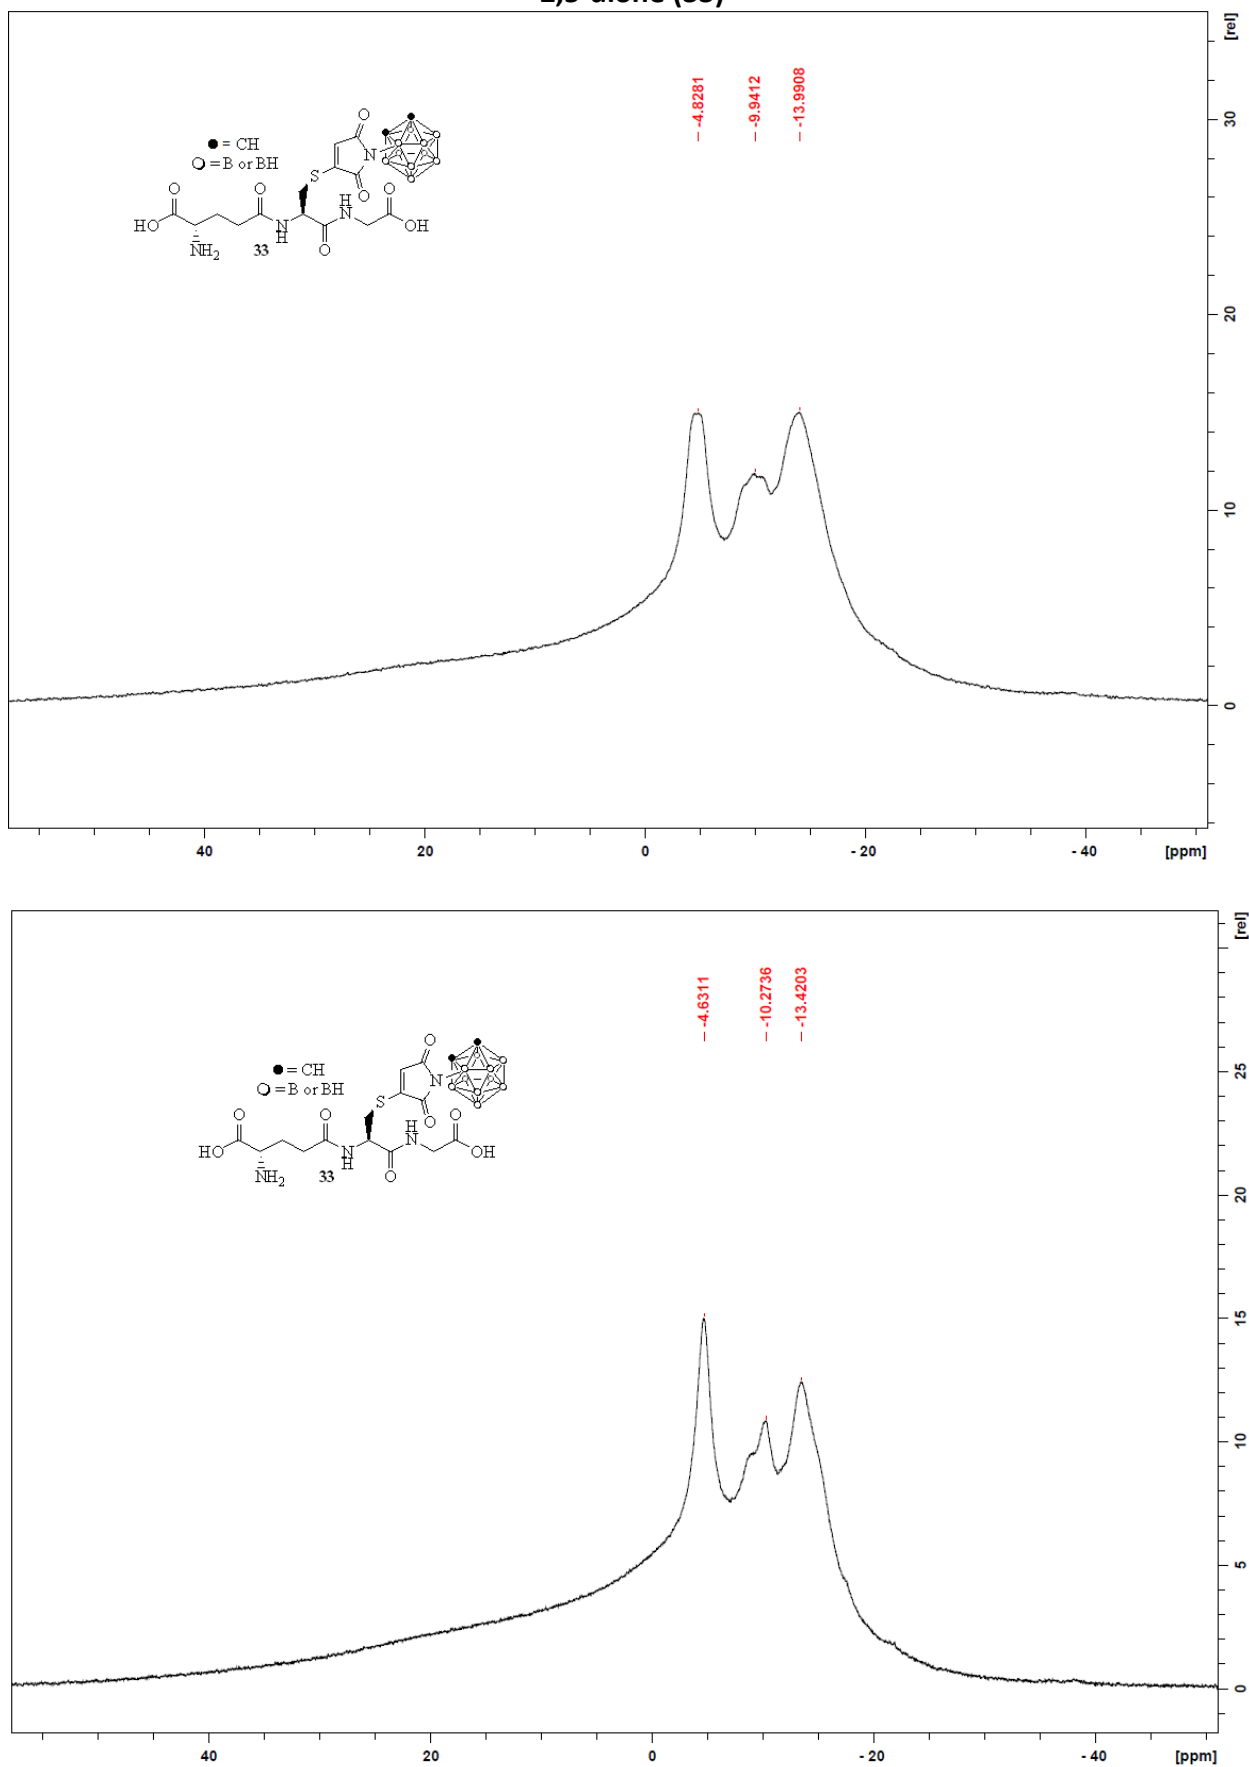 2,5-dione (33)
[rel]
-4.8281
-9.9412
-13.9908
30
20
10
0
● = CH
O = B or BH
O
N
S
O
O
O
H
N
O
HO
N
H
OH
NH2
33
O
40
20
0
- 20
- 40
[ppm]
[rel]
-4.6311
-10.2736
-13.4203
25
20
15
10
5
0
● = CH
O = B or BH
O
N
S
O
O
O
H
N
O
HO
N
H
OH
NH2
33
O
40
20
0
- 20
- 40
[ppm]